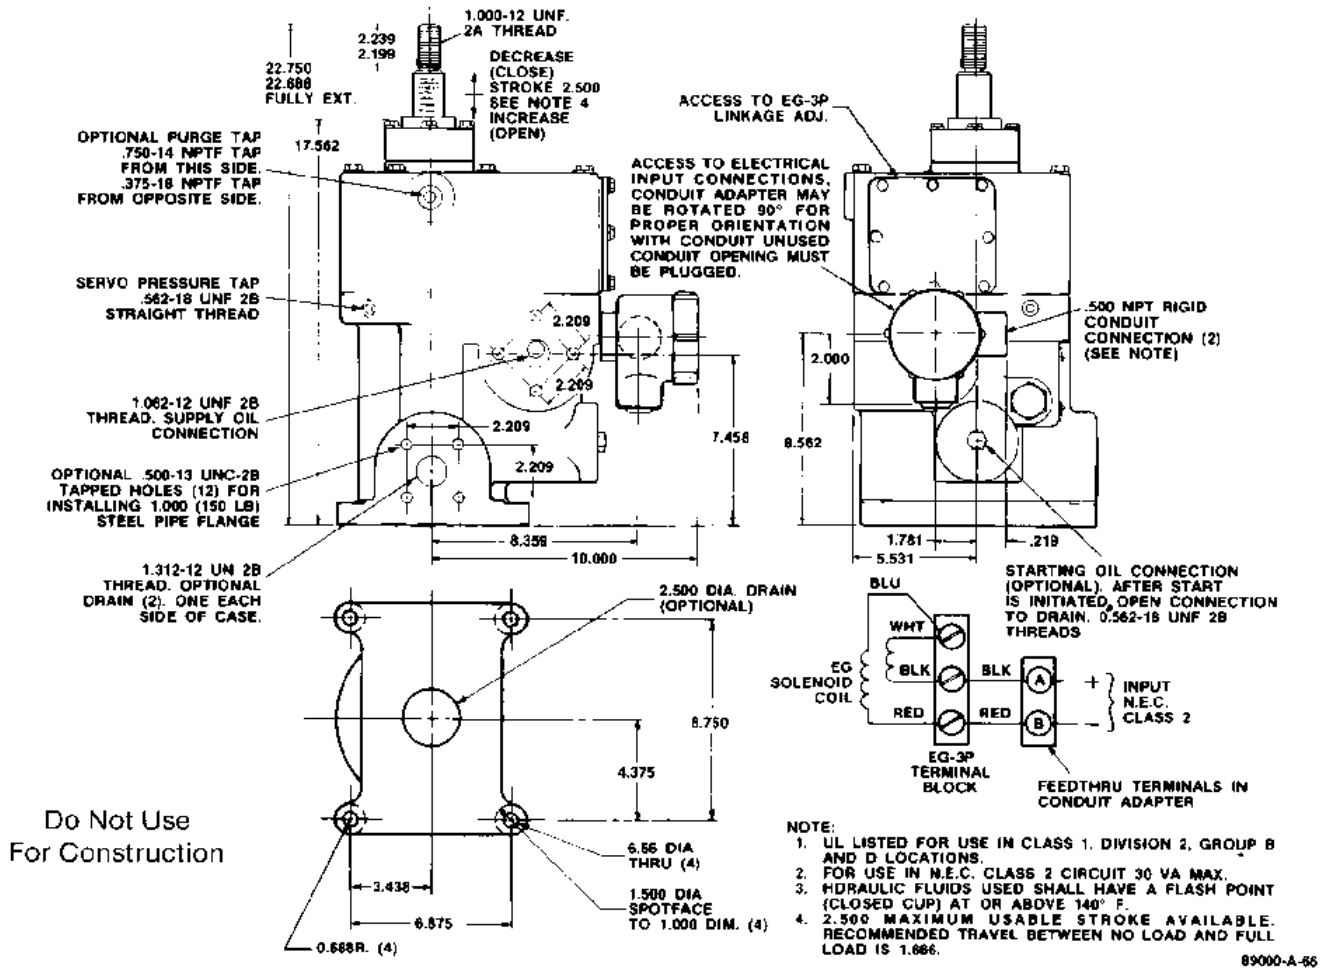 1.000-12 UNF.
2A THREAD
2.239
2.199
22.750
22.688
FULLY EXT.
DECREASE
(CLOSE)
STROKE 2.500
SEE NOTE 4
INCREASE
(OPEN)
17.562
OPTIONAL PURGE TAP
.750-14 NPTF TAP
FROM THIS SIDE.
.375-18 NPTF TAP
FROM OPPOSITE SIDE.
SERVO PRESSURE TAP
.562-18 UNF 2B
STRAIGHT THREAD
1.062-12 UNF 2B
THREAD. SUPPLY OIL
CONNECTION
OPTIONAL .500-13 UNC-2B
TAPPED HOLES (12) FOR
INSTALLING 1.000 (150 LB)
STEEL PIPE FLANGE
1.312-12 UN 2B
THREAD. OPTIONAL
DRAIN (2). ONE EACH
SIDE OF CASE.
2.209
2.209
2.209
2.209
7.458
8.359
10.000
ACCESS TO EG-3P
LINKAGE ADJ.
ACCESS TO ELECTRICAL
INPUT CONNECTIONS,
CONDUIT ADAPTER MAY
BE ROTATED 90° FOR
PROPER ORIENTATION
WITH CONDUIT UNUSED
CONDUIT OPENING MUST
BE PLUGGED.
.500 NPT RIGID
CONDUIT
CONNECTION (2)
(SEE NOTE)
2.000
8.562
1.781
.219
5.531
STARTING OIL CONNECTION
(OPTIONAL). AFTER START
IS INITIATED, OPEN CONNECTION
TO DRAIN. 0.562-18 UNF 2B
THREADS
2.500 DIA. DRAIN
(OPTIONAL)
8.750
4.375
6.56 DIA
THRU (4)
1.500 DIA
SPOTFACE
TO 1.000 DIM. (4)
3.438
6.875
0.688R. (4)
BLU
WHT
BLK
BLK
EG
SOLENOID
COIL
RED
RED
A
B
+
−
INPUT
N.E.C.
CLASS 2
EG-3P
TERMINAL
BLOCK
FEEDTHRU TERMINALS IN
CONDUIT ADAPTER
Do Not Use
For Construction
NOTE:
1. UL LISTED FOR USE IN CLASS 1, DIVISION 2, GROUP B
AND D LOCATIONS.
2. FOR USE IN N.E.C. CLASS 2 CIRCUIT 30 VA MAX.
3. HDRAULIC FLUIDS USED SHALL HAVE A FLASH POINT
(CLOSED CUP) AT OR ABOVE 140° F.
4. 2.500 MAXIMUM USABLE STROKE AVAILABLE.
RECOMMENDED TRAVEL BETWEEN NO LOAD AND FULL
LOAD IS 1.666.
89000-A-66